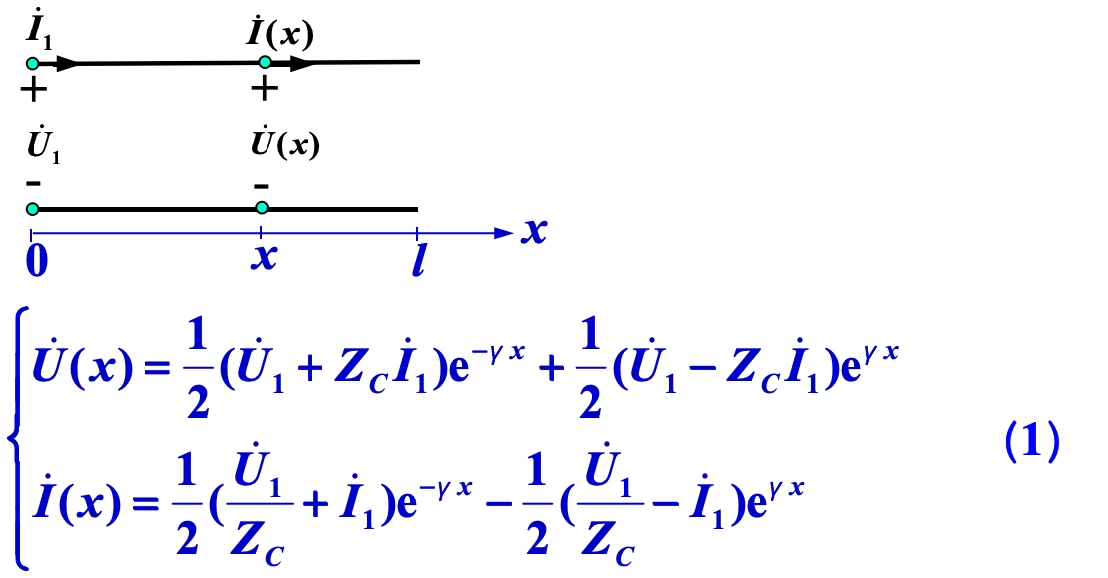 İ₁ İ(x)
+ +
U̇₁ U̇(x)
- -
0 x l x
U̇(x) = 1/2 (U̇₁ + Z_C İ₁)e^{-γx} + 1/2 (U̇₁ - Z_C İ₁)e^{γx}
(1)
İ(x) = 1/2 (U̇₁/Z_C + İ₁)e^{-γx} - 1/2 (U̇₁/Z_C - İ₁)e^{γx}